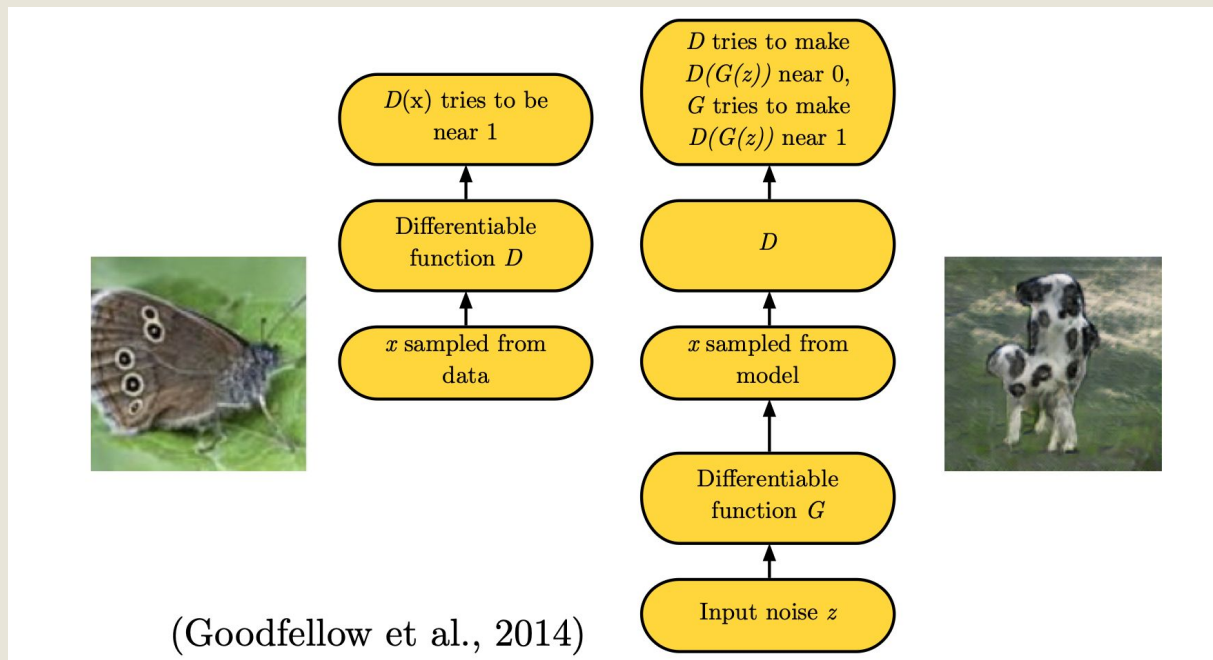 D(x) tries to be
near 1
Differentiable
function D
x sampled from
data
D tries to make
D(G(z)) near 0,
G tries to make
D(G(z)) near 1
D
x sampled from
model
Differentiable
function G
Input noise z
(Goodfellow et al., 2014)